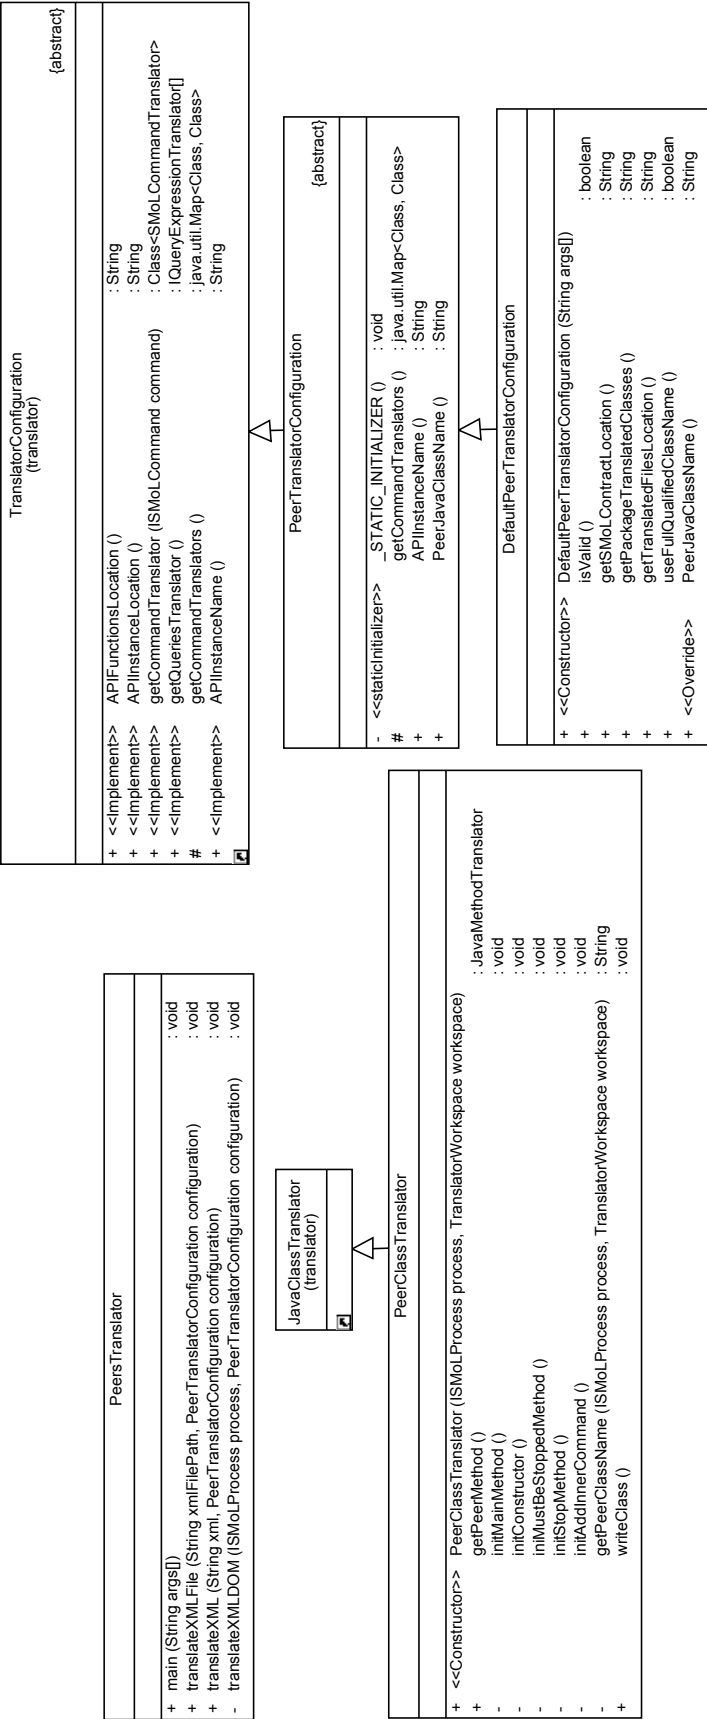 PeersTranslator
+ main (String args[]) : void
+ translateXMLFile (String xmlFilePath, PeerTranslatorConfiguration configuration) : void
+ translateXML (String xml, PeerTranslatorConfiguration configuration) : void
- translateXMLDOM (ISMoLProcess process, PeerTranslatorConfiguration configuration) : void
TranslatorConfiguration
(translator)
{abstract}
+ <<Implement>> APIFunctionsLocation () : String
+ <<Implement>> APIInstanceLocation () : String
+ <<Implement>> getCommandTranslator (ISMoLCommand command) : Class<SMoLCommandTranslator>
+ <<Implement>> getQueriesTranslator () : IQueryExpressionTranslator[]
# getCommandTranslators () : java.util.Map<Class, Class>
+ <<Implement>> APIInstanceName () : String
JavaClassTranslator
(translator)
PeerTranslatorConfiguration
{abstract}
- <<staticInitializer>> _STATIC_INITIALIZER () : void
# getCommandTranslators () : java.util.Map<Class, Class>
+ APIInstanceName () : String
+ PeerJavaClassName () : String
PeerClassTranslator
+ <<Constructor>> PeerClassTranslator (ISMoLProcess process, TranslatorWorkspace workspace)
+ getPeerMethod () : JavaMethodTranslator
- initMainMethod () : void
- initConstructor () : void
- iniMustBeStoppedMethod () : void
- initStopMethod () : void
- initAddInnerCommand () : void
- getPeerClassName (ISMoLProcess process, TranslatorWorkspace workspace) : String
+ writeClass () : void
DefaultPeerTranslatorConfiguration
+ <<Constructor>> DefaultPeerTranslatorConfiguration (String args[])
+ isValid () : boolean
+ getSMoLContractLocation () : String
+ getPackageTranslatedClasses () : String
+ getTranslatedFilesLocation () : String
+ useFullQualifiedClassName () : boolean
+ <<Override>> PeerJavaClassName () : String